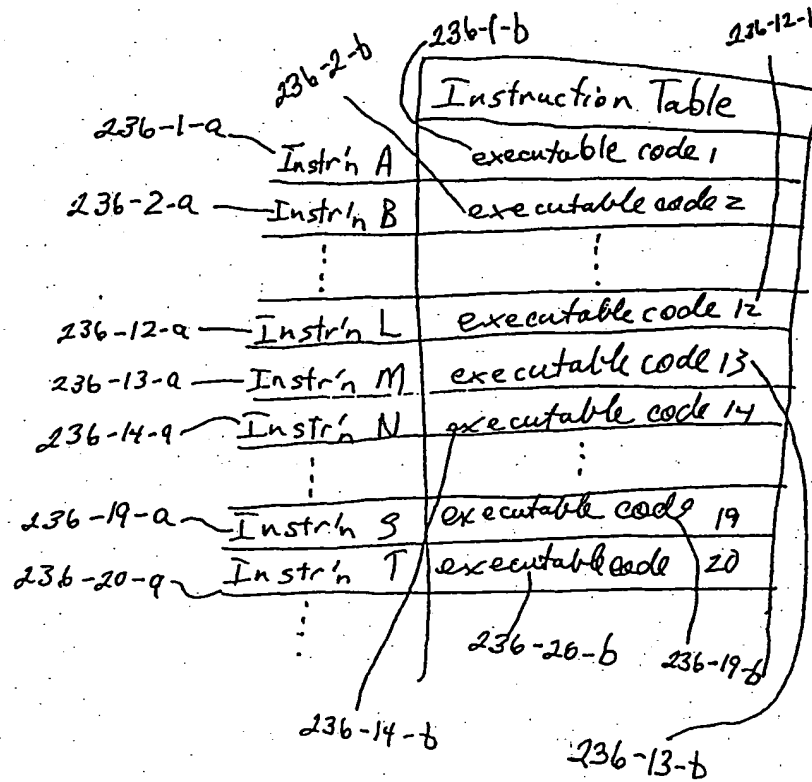 236-1-b
236-12-
236-2-b
Instruction Table
236-1-a Instr'n A executable code 1
236-2-a Instr'n B executable code 2
236-12-a Instr'n L executable code 12
236-13-a Instr'n M executable code 13
236-14-a Instr'n N executable code 14
236-19-a Instr'n S executable code 19
236-20-a Instr'n T executable code 20
236-20-b 236-19-b
236-14-b
236-13-b